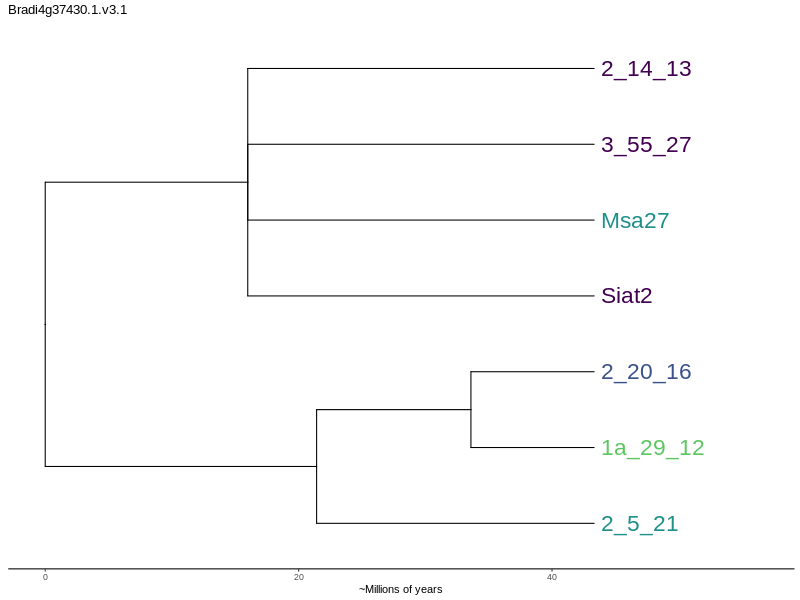 Bradi4g37430.1.v3.1
2_14_13
3_55_27
Msa27
Siat2
2_20_16
1a_29_12
2_5_21
0 20 40
~Millions of years